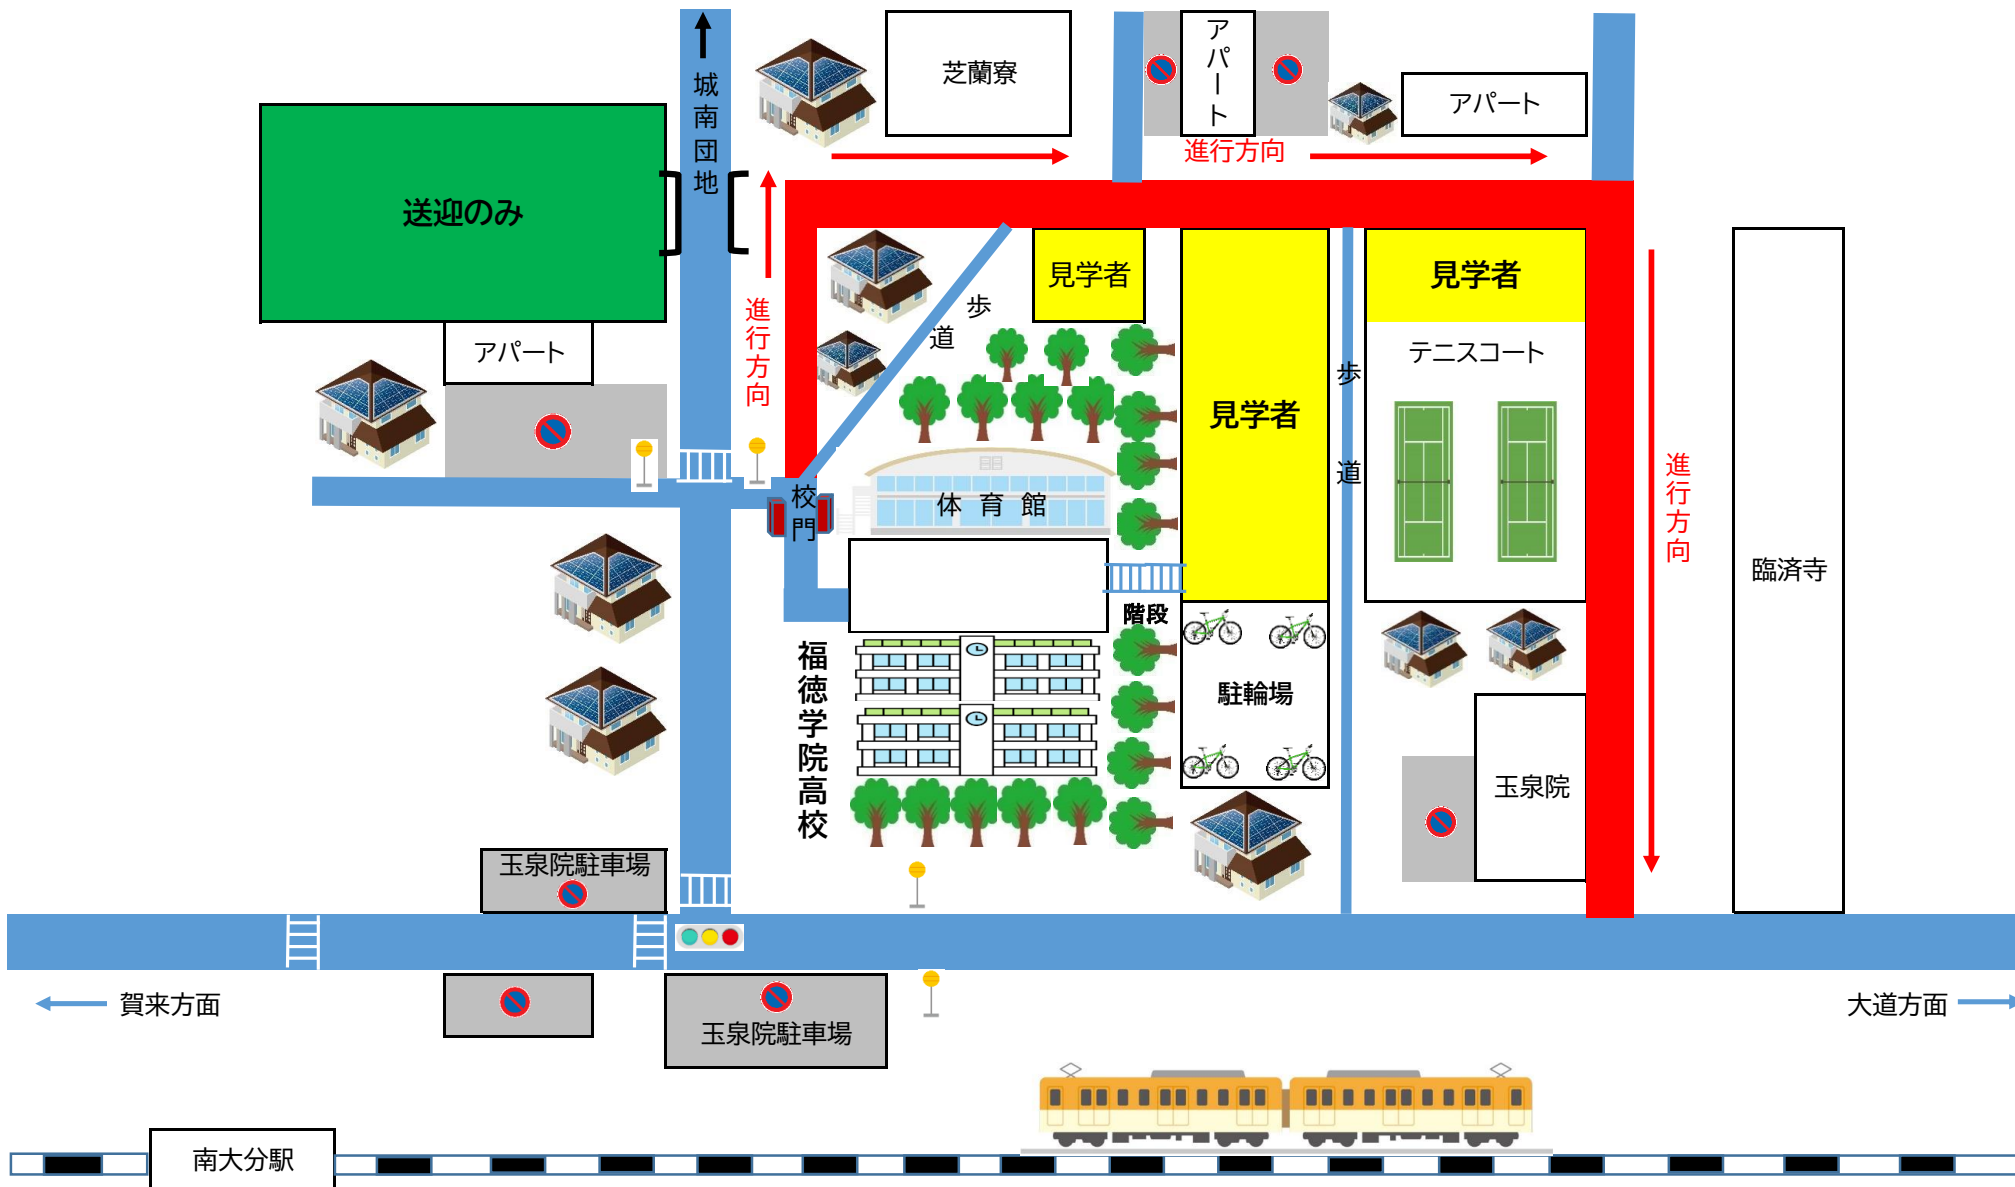 城南団地
芝蘭寮
アパート
アパート
進行方向
送迎のみ
進行方向
見学者
見学者
歩道
アパート
テニスコート
見学者
歩道
進行方向
校門
体育館
臨済寺
階段
福徳学院高校
駐輪場
玉泉院
玉泉院駐車場
賀来方面
大道方面
玉泉院駐車場
南大分駅